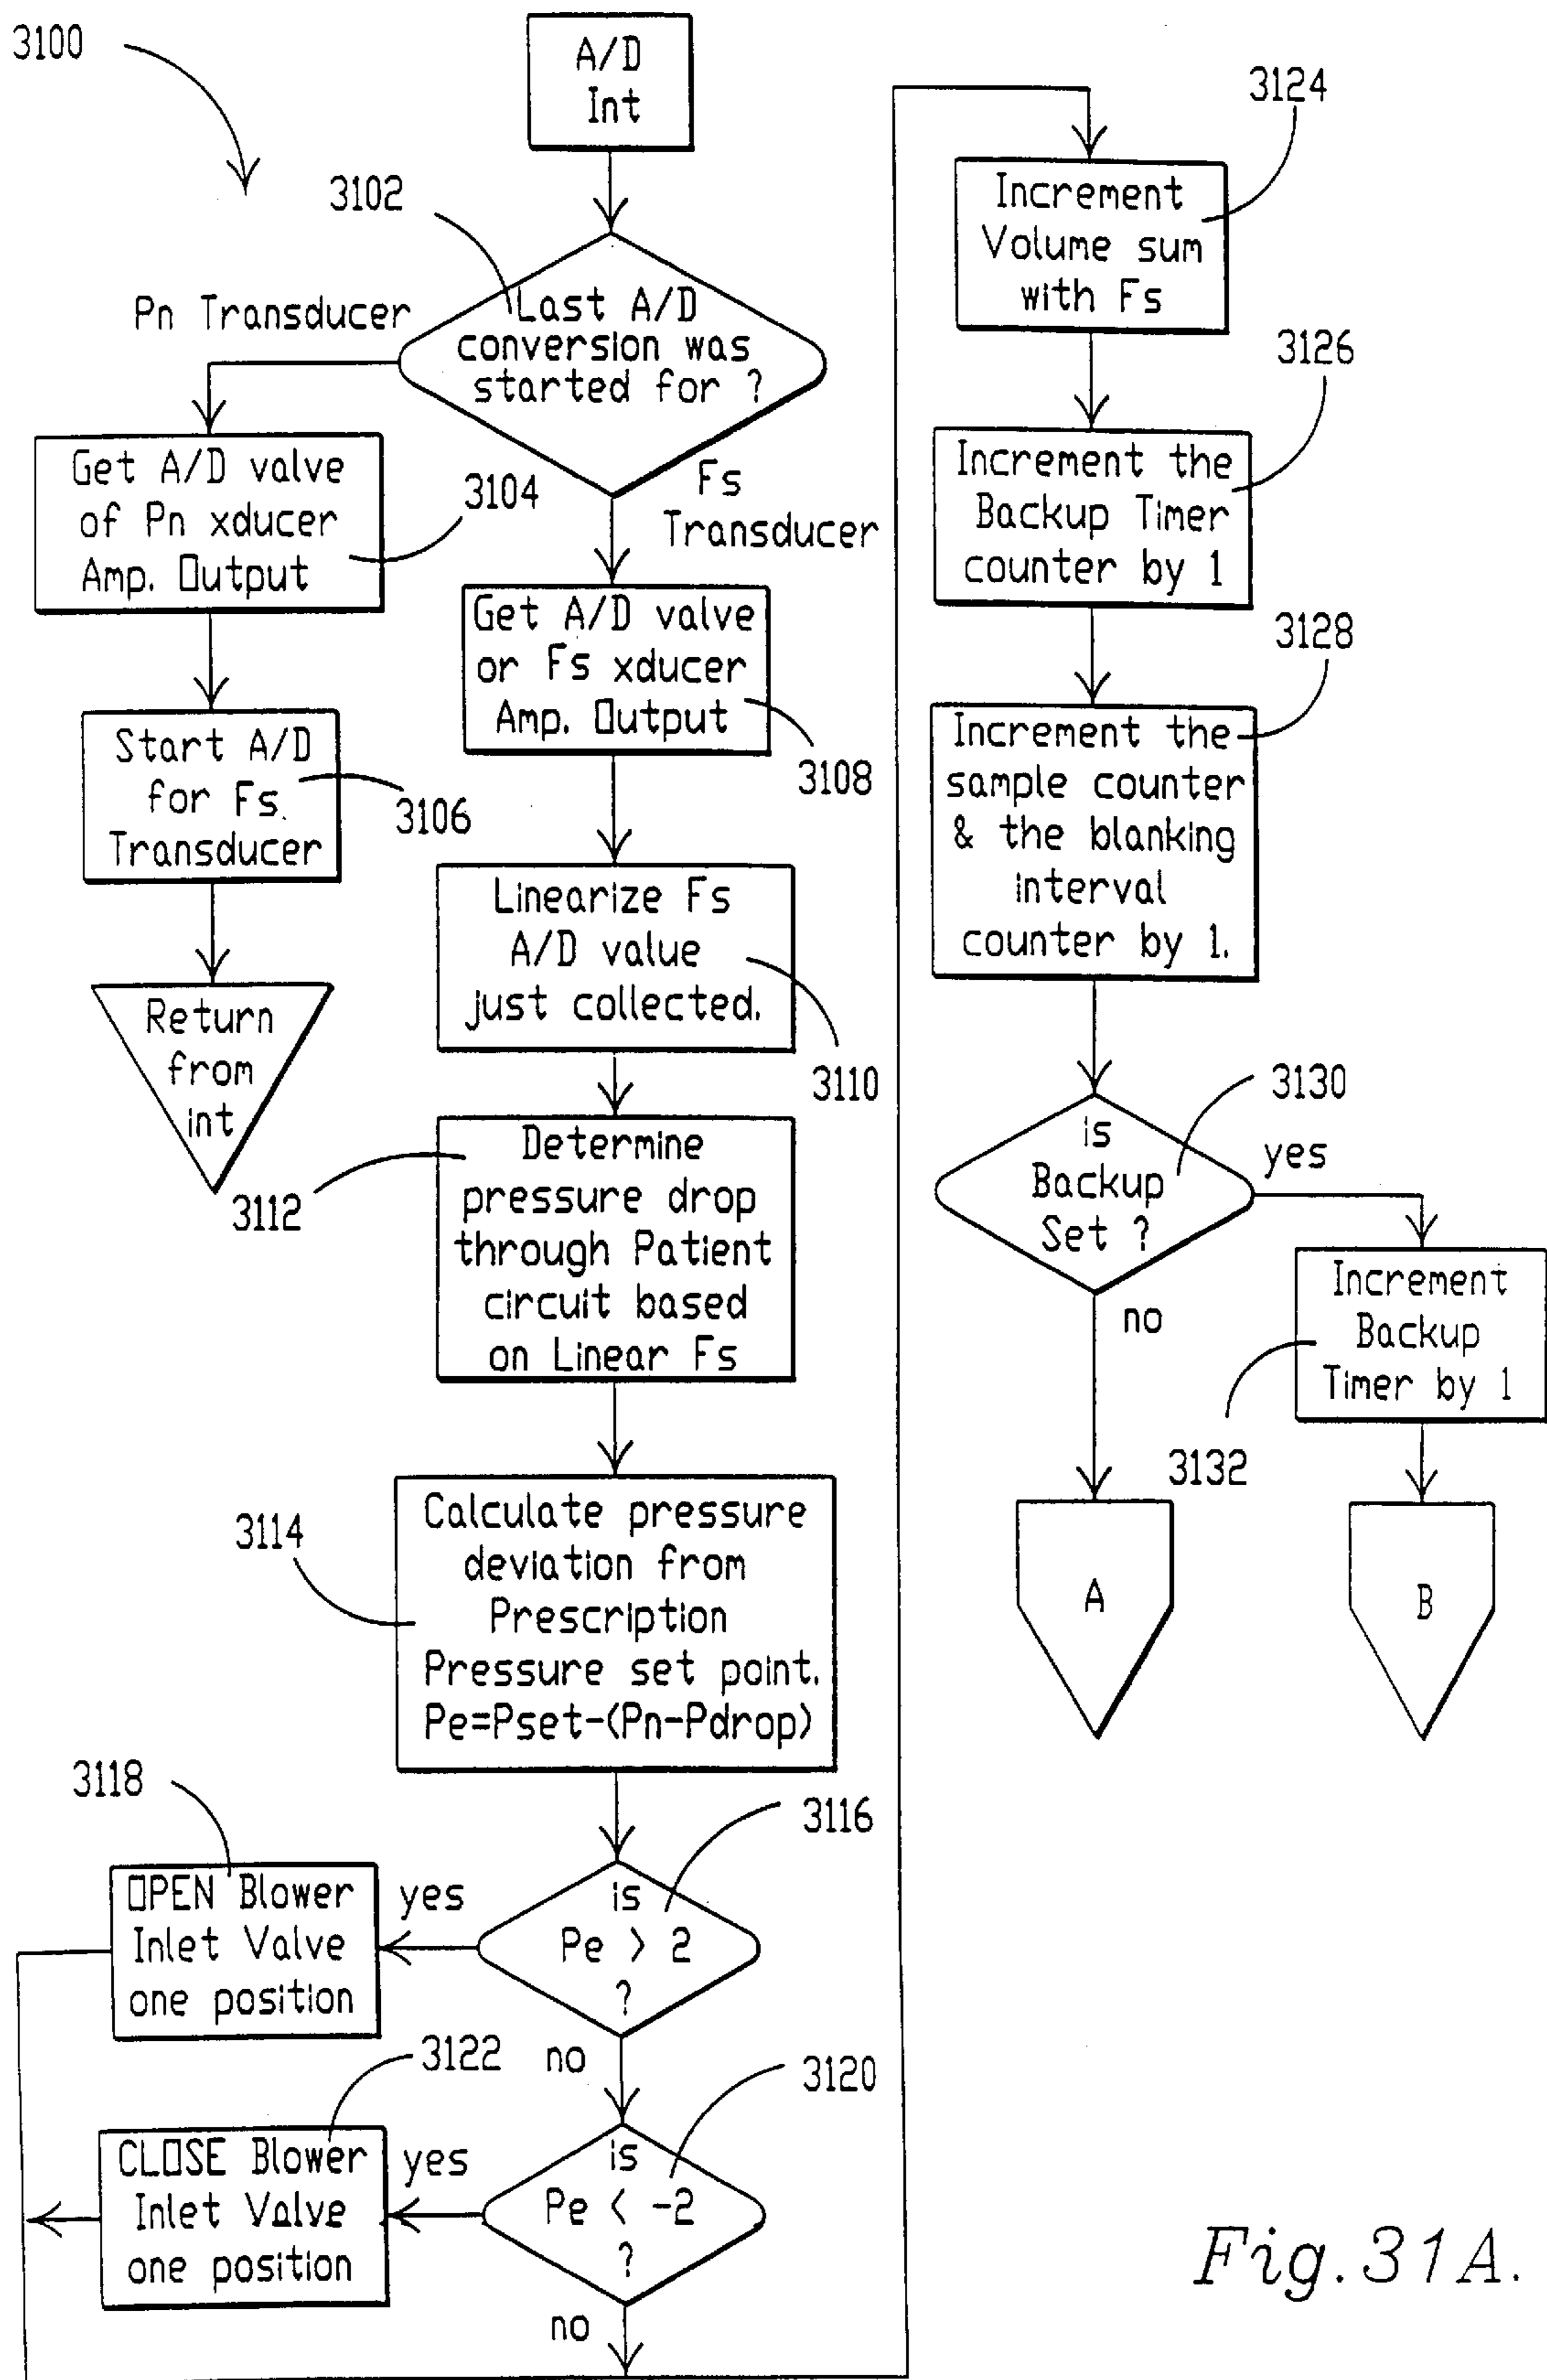 3100
A/D
Int
3102
Pn Transducer
Last A/D
conversion was
started for ?
Get A/D valve
of Pn xducer
Amp. Output
3104
Fs
Transducer
Start A/D
for Fs
Transducer
3106
Return
from
int
Get A/D valve
or Fs xducer
Amp. Output
3108
Linearize Fs
A/D value
just collected.
3110
Determine
pressure drop
through Patient
circuit based
on Linear Fs
3112
Calculate pressure
deviation from
Prescription
Pressure set point.
Pe=Pset-(Pn-Pdrop)
3114
is
Pe > 2
?
3116
yes
OPEN Blower
Inlet Valve
one position
3118
no
is
Pe < -2
?
3120
yes
CLOSE Blower
Inlet Valve
one position
3122
no
Increment
Volume sum
with Fs
3124
Increment the
Backup Timer
counter by 1
3126
Increment the
sample counter
& the blanking
interval
counter by 1.
3128
is
Backup
Set ?
3130
yes
no
Increment
Backup
Timer by 1
3132
A
B
Fig. 31A.